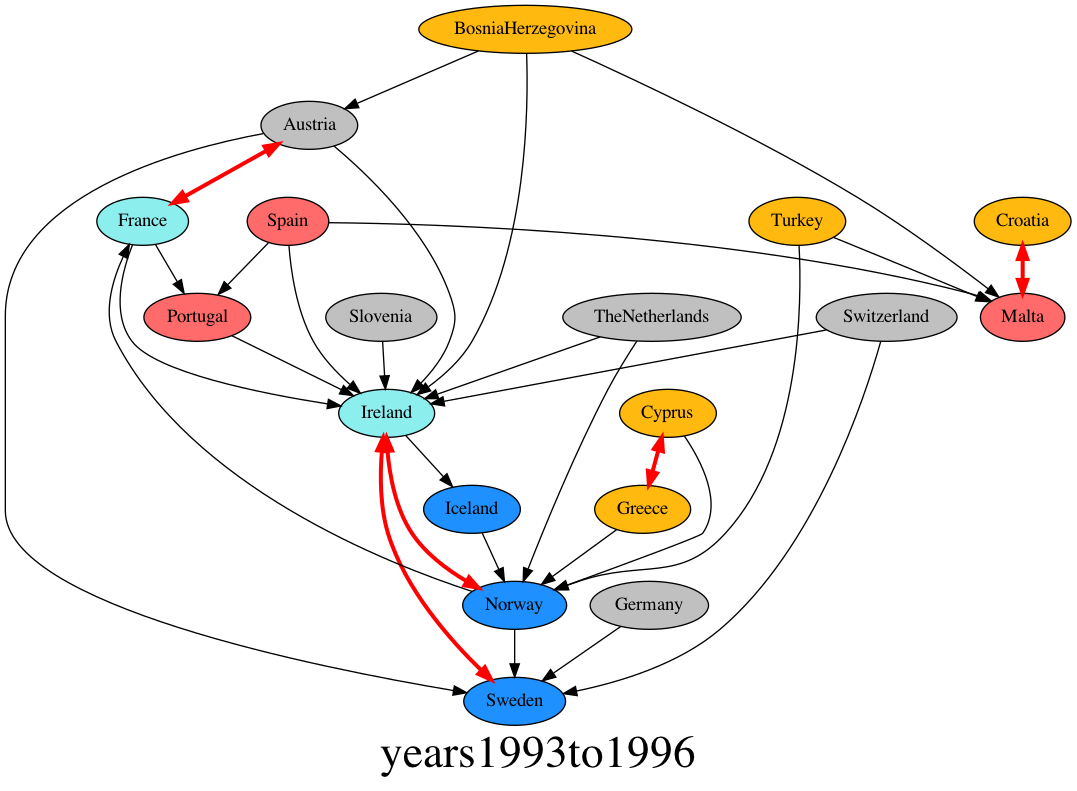 BosniaHerzegovina
Austria
France
Spain
Turkey
Croatia
Portugal
Slovenia
TheNetherlands
Switzerland
Malta
Ireland
Cyprus
Iceland
Greece
Norway
Germany
Sweden
years1993to1996